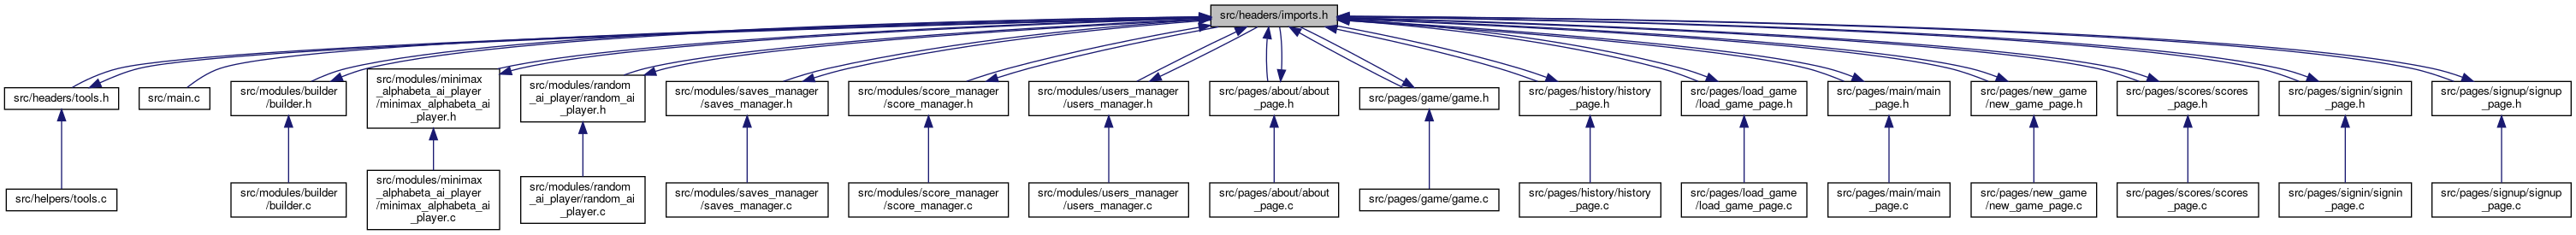 src/headers/imports.h
src/headers/tools.h
src/main.c
src/modules/builder
/builder.h
src/modules/minimax
_alphabeta_ai_player
/minimax_alphabeta_ai
_player.h
src/modules/random
_ai_player/random_ai
_player.h
src/modules/saves_manager
/saves_manager.h
src/modules/score_manager
/score_manager.h
src/modules/users_manager
/users_manager.h
src/pages/about/about
_page.h
src/pages/game/game.h
src/pages/history/history
_page.h
src/pages/load_game
/load_game_page.h
src/pages/main/main
_page.h
src/pages/new_game
/new_game_page.h
src/pages/scores/scores
_page.h
src/pages/signin/signin
_page.h
src/pages/signup/signup
_page.h
src/helpers/tools.c
src/modules/builder
/builder.c
src/modules/minimax
_alphabeta_ai_player
/minimax_alphabeta_ai
_player.c
src/modules/random
_ai_player/random_ai
_player.c
src/modules/saves_manager
/saves_manager.c
src/modules/score_manager
/score_manager.c
src/modules/users_manager
/users_manager.c
src/pages/about/about
_page.c
src/pages/game/game.c
src/pages/history/history
_page.c
src/pages/load_game
/load_game_page.c
src/pages/main/main
_page.c
src/pages/new_game
/new_game_page.c
src/pages/scores/scores
_page.c
src/pages/signin/signin
_page.c
src/pages/signup/signup
_page.c